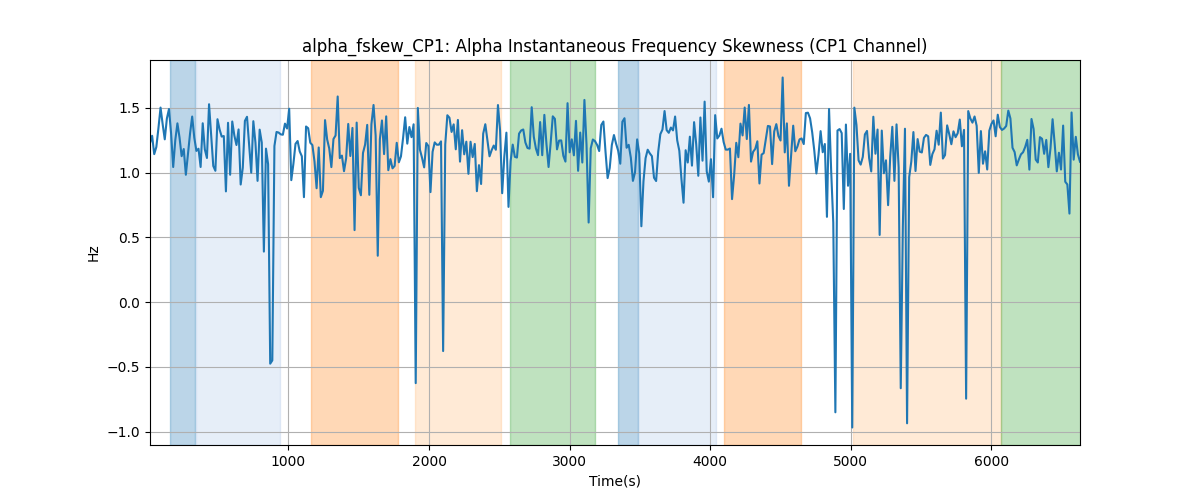 alpha_fskew_CP1: Alpha Instantaneous Frequency Skewness (CP1 Channel)
1.5
1.0
0.5
0.0
−0.5
−1.0
Hz
1000 2000 3000 4000 5000 6000
Time(s)